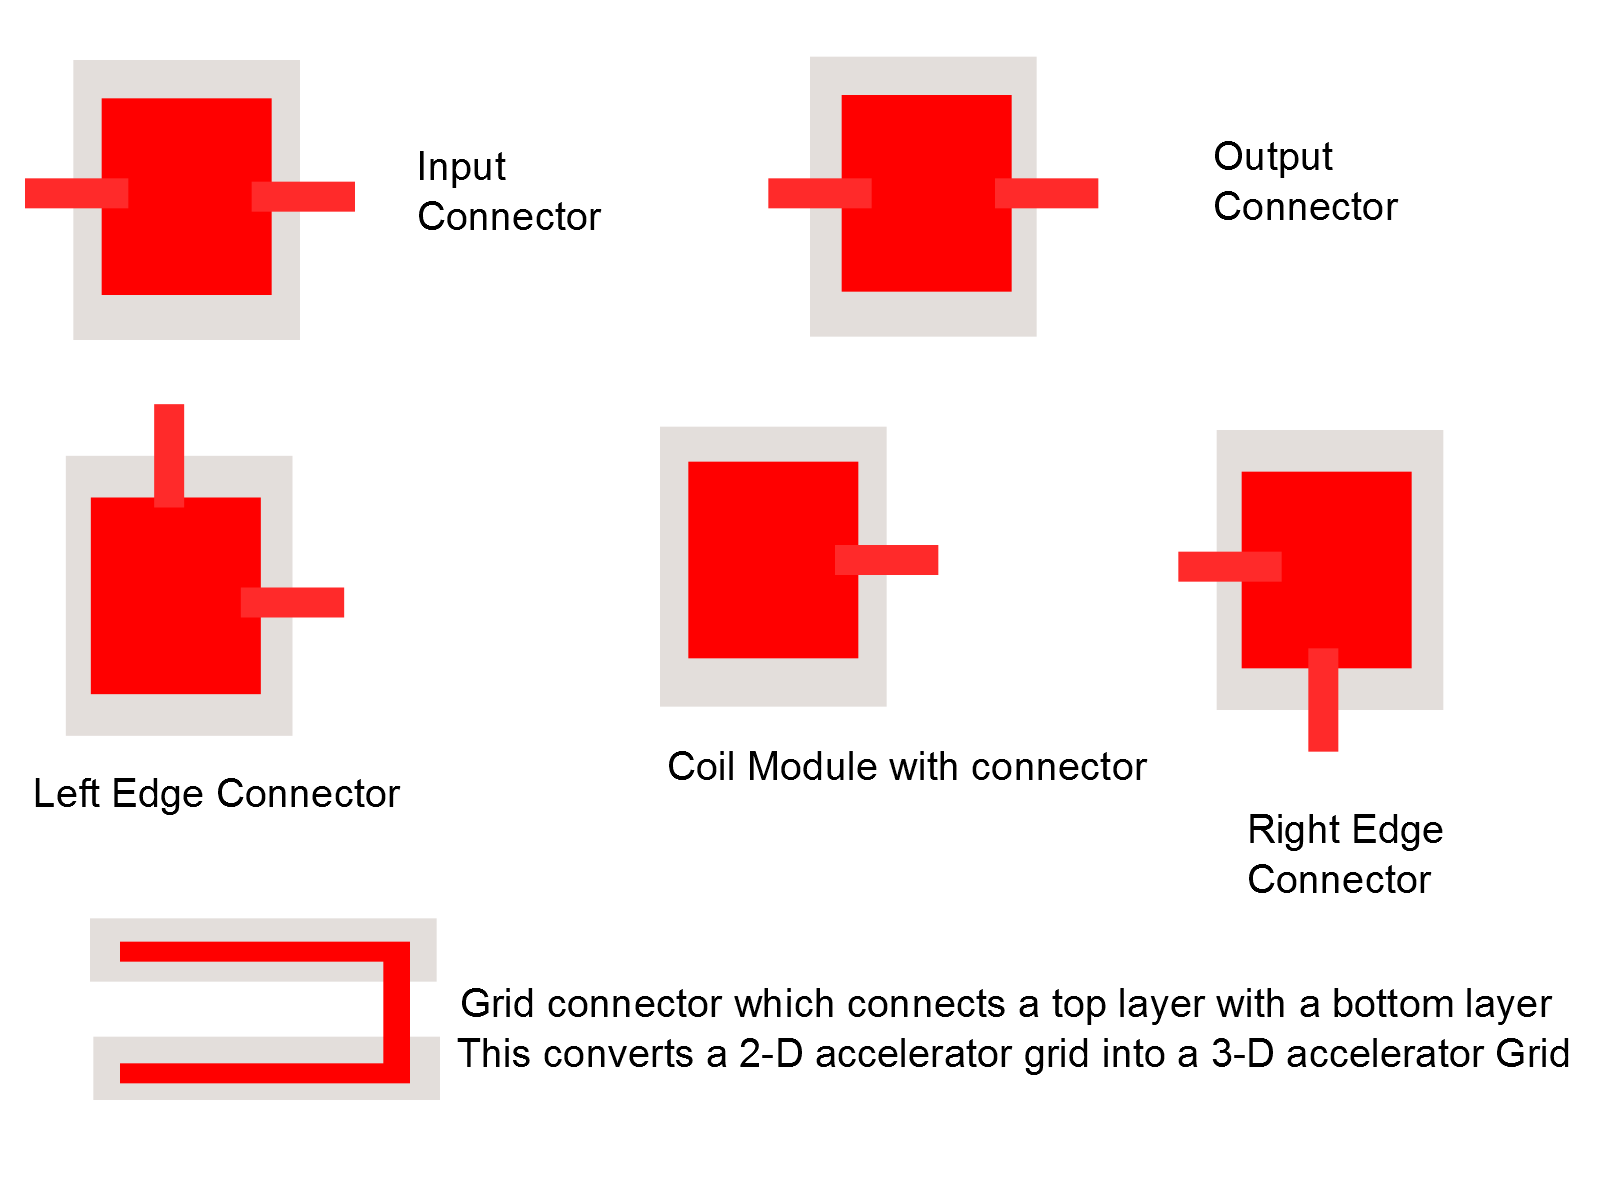 Input
Connector
Output
Connector
Left Edge Connector
Coil Module with connector
Right Edge
Connector
Grid connector which connects a top layer with a bottom layer
This converts a 2-D accelerator grid into a 3-D accelerator Grid